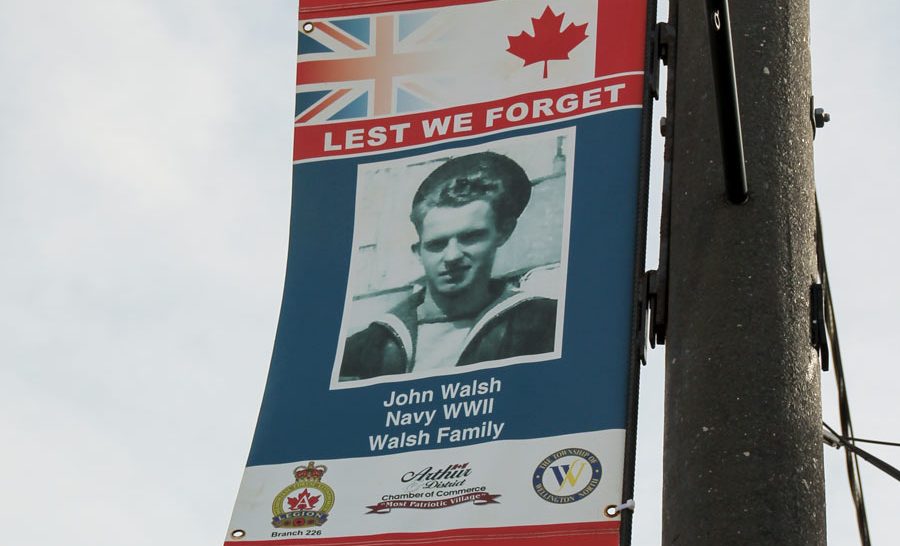 LEST WE FORGET
John Walsh
Navy WWII
Walsh Family
A
LEGION
Branch 226
Arthur
& District
Chamber of Commerce
"Most Patriotic Village"
THE TOWNSHIP OF
W
WELLINGTON NORTH